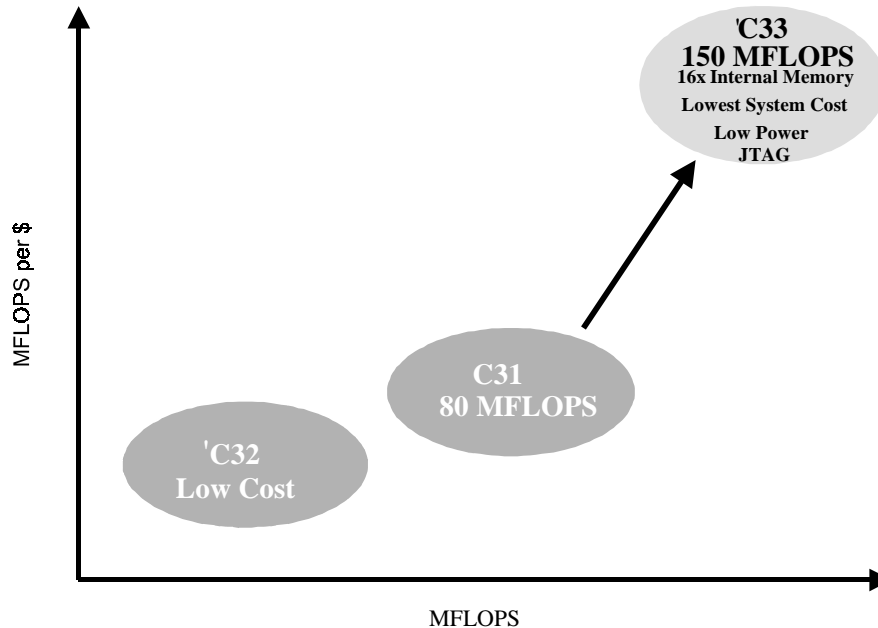 'C33
150 MFLOPS
16x Internal Memory
Lowest System Cost
Low Power
JTAG
MFLOPS per $
C31
80 MFLOPS
'C32
Low Cost
MFLOPS